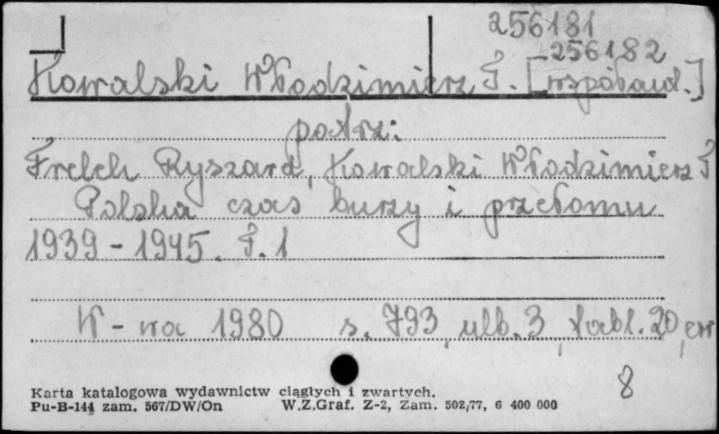 256181
256182
Kowalski Włodzimierz T. [współaut.]
patrz:
Frelek Ryszard, Kowalski Włodzimierz T
Polska czas burzy i przełomu
1939-1945. T.1
W-wa 1980 s. 793, ulb. 3, tabl. 20,
8
Karta katalogowa wydawnictw ciągłych i zwartych.
Pu-B-144 zam. 567/DW/On W.Z.Graf. Z-2, Zam. 502,77, 6 400 000